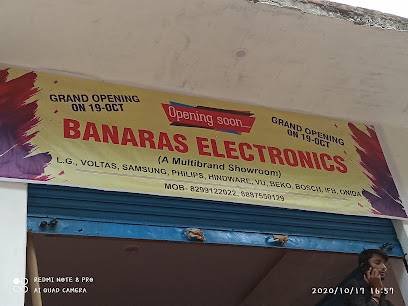 GRAND OPENING
ON 19-OCT
Opening soon...
GRAND OPENING
ON 19-OCT
BANARAS ELECTRONICS
(A Multibrand Showroom)
L.G., VOLTAS, SAMSUNG, PHILIPS, HINDWARE, VU, BEKO, BOSCH, IFB, ONIDA
MOB- 8299122022, 8887550129
REDMI NOTE 8 PRO
AI QUAD CAMERA
2020/10/17 16:57